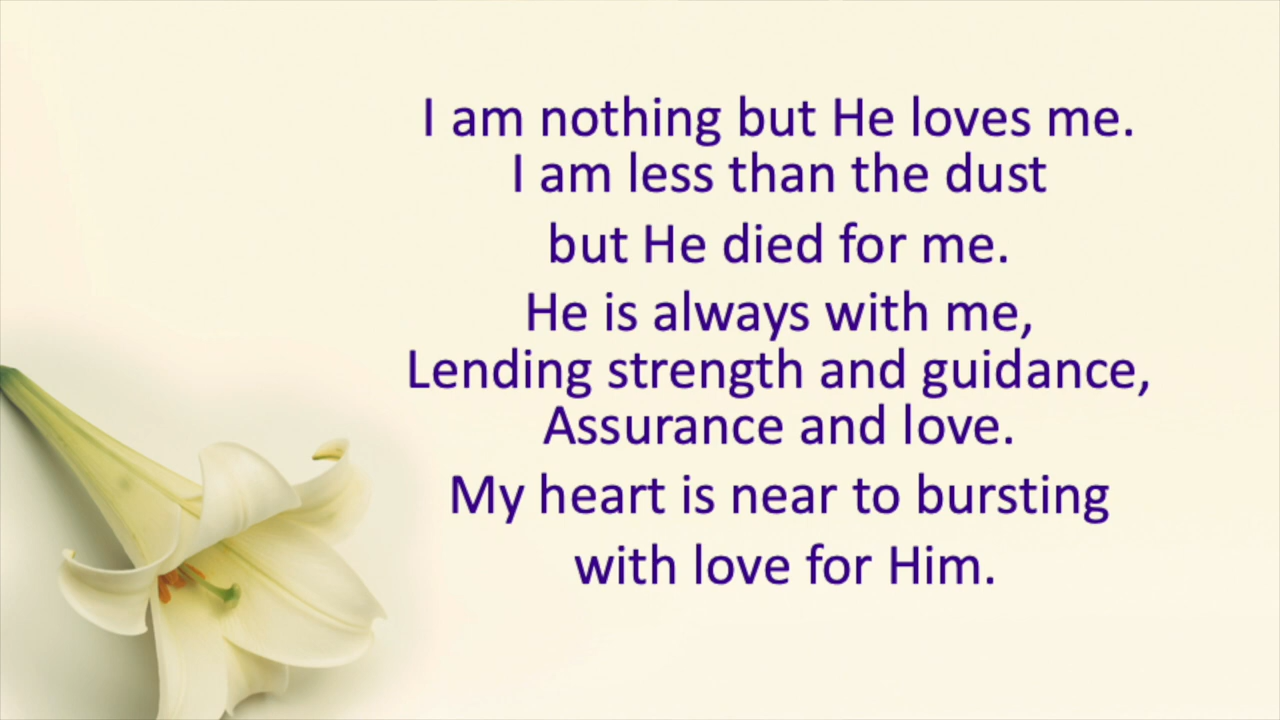 I am nothing but He loves me.
I am less than the dust
but He died for me.
He is always with me,
Lending strength and guidance,
Assurance and love.
My heart is near to bursting
with love for Him.